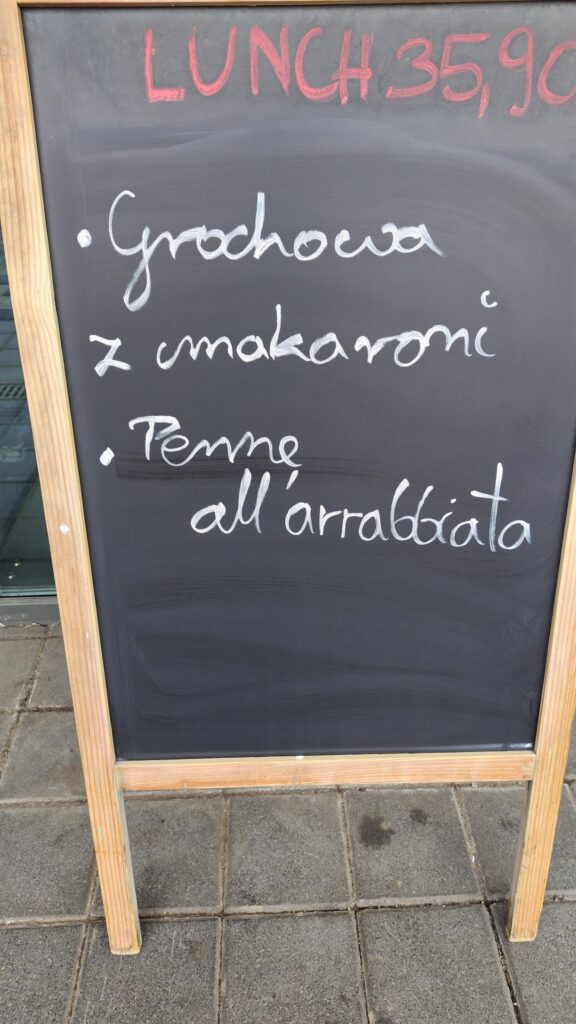 LUNCH 35,90
• Grochowa
z makaroni
• Penne
all'arrabbiata